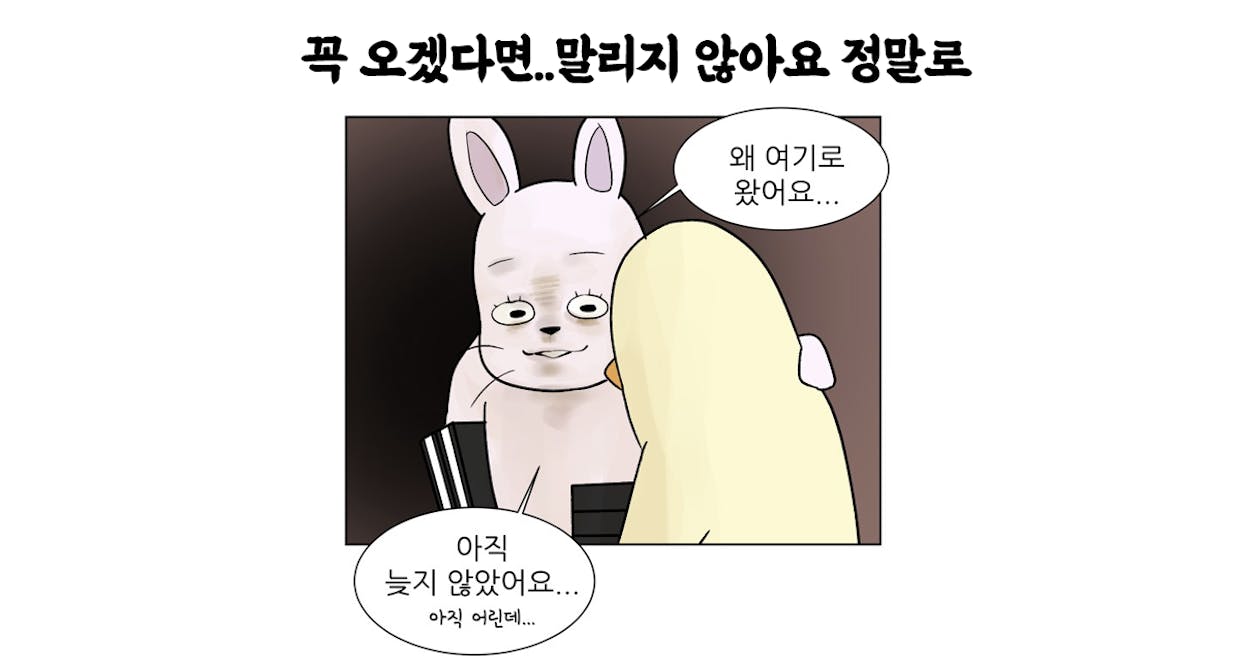 꼭 오겠다면..말리지 않아요 정말로
왜 여기로
왔어요...
아직
늦지 않았어요...
아직 어린데...